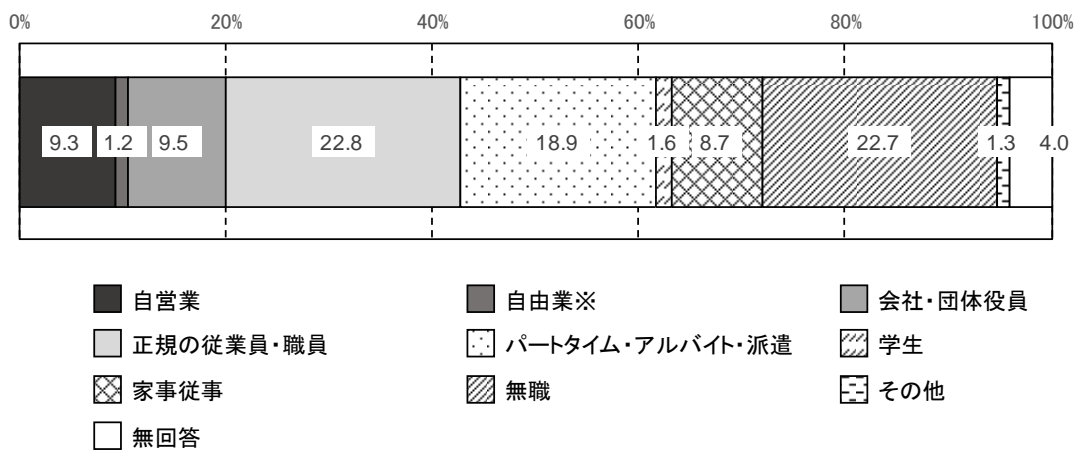 0% 20% 40% 60% 80% 100%
9.3 1.2 9.5 22.8 18.9 1.6 8.7 22.7 1.3 4.0
自営業 自由業※ 会社・団体役員
正規の従業員・職員 パートタイム・アルバイト・派遣 学生
家事従事 無職 その他
無回答